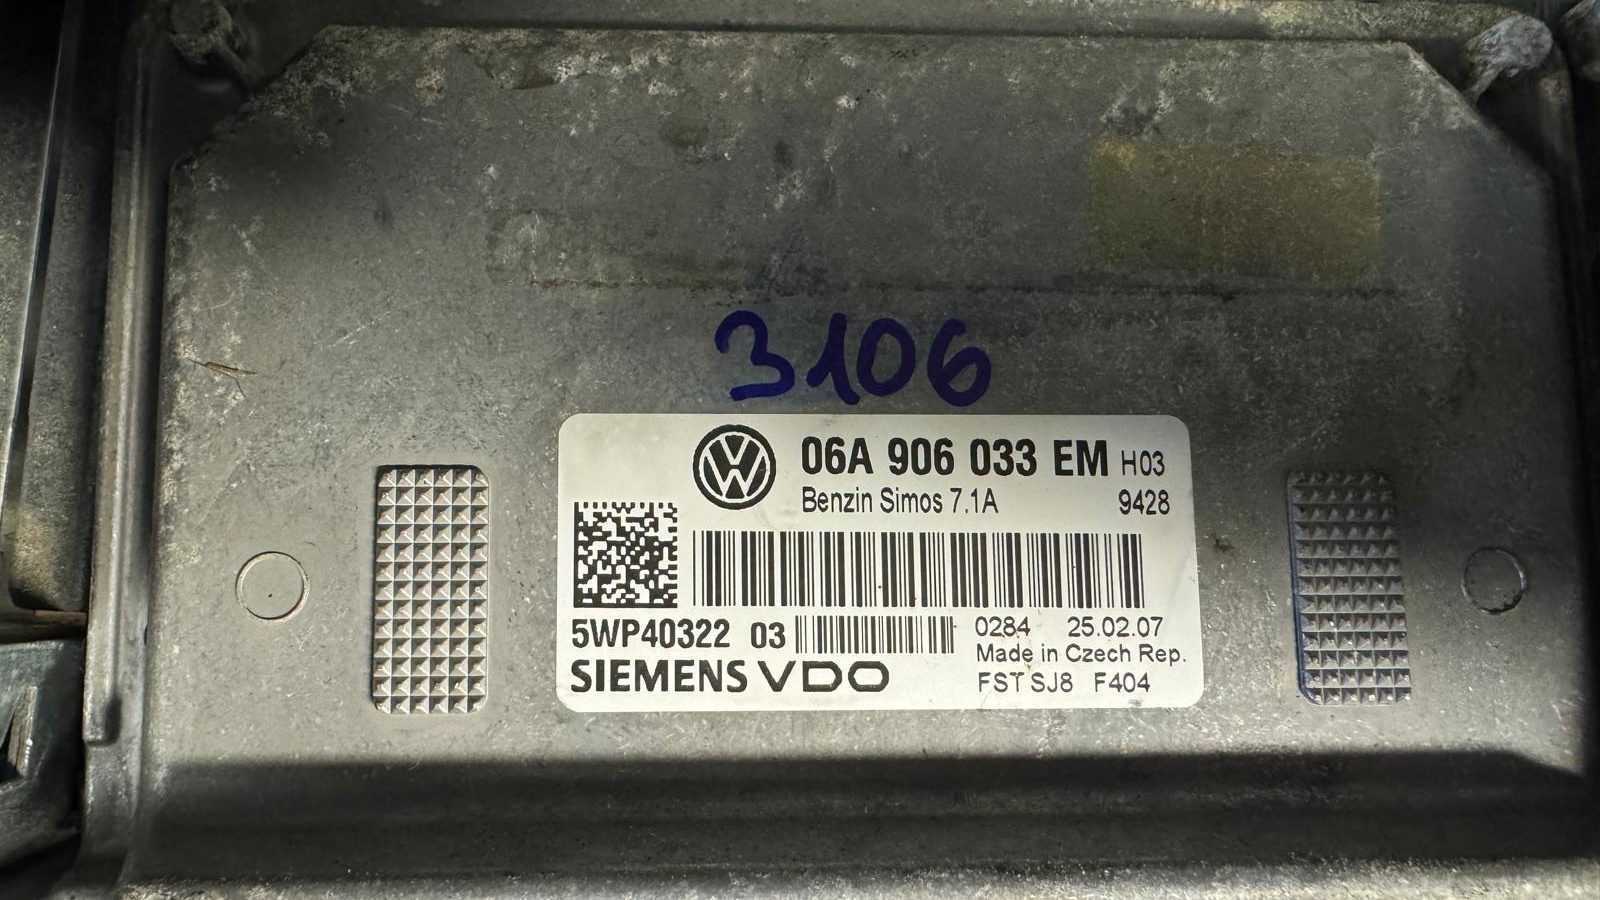 3106
06A 906 033 EM H03
Benzin Simos 7.1A 9428
5WP40322 03
0284 25.02.07
Made in Czech Rep.
SIEMENS VDO
FST SJ8 F404